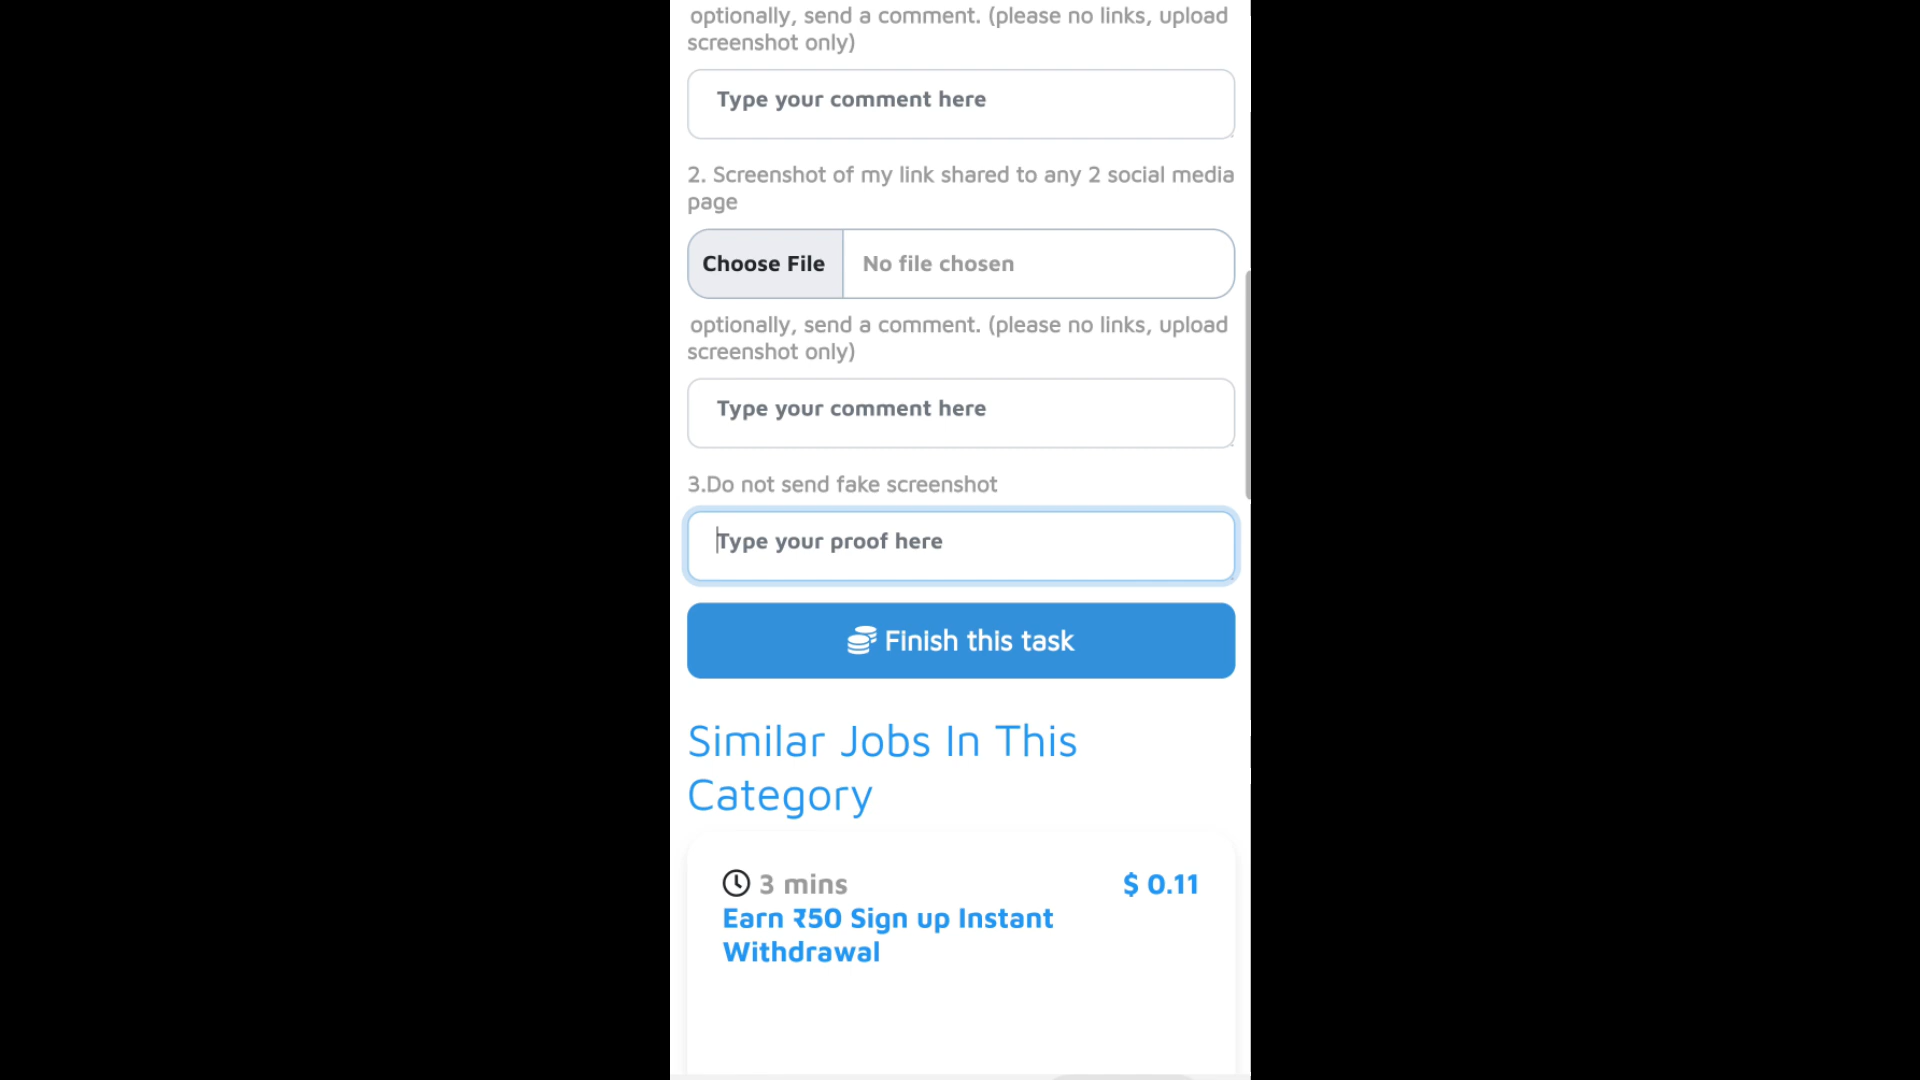 optionally, send a comment. (please no links, upload
screenshot only)
Type your comment here
2. Screenshot of my link shared to any 2 social media
page
Choose File No file chosen
optionally, send a comment. (please no links, upload
screenshot only)
Type your comment here
3.Do not send fake screenshot
Type your proof here
Finish this task
Similar Jobs In This
Category
3 mins $ 0.11
Earn ₹50 Sign up Instant
Withdrawal